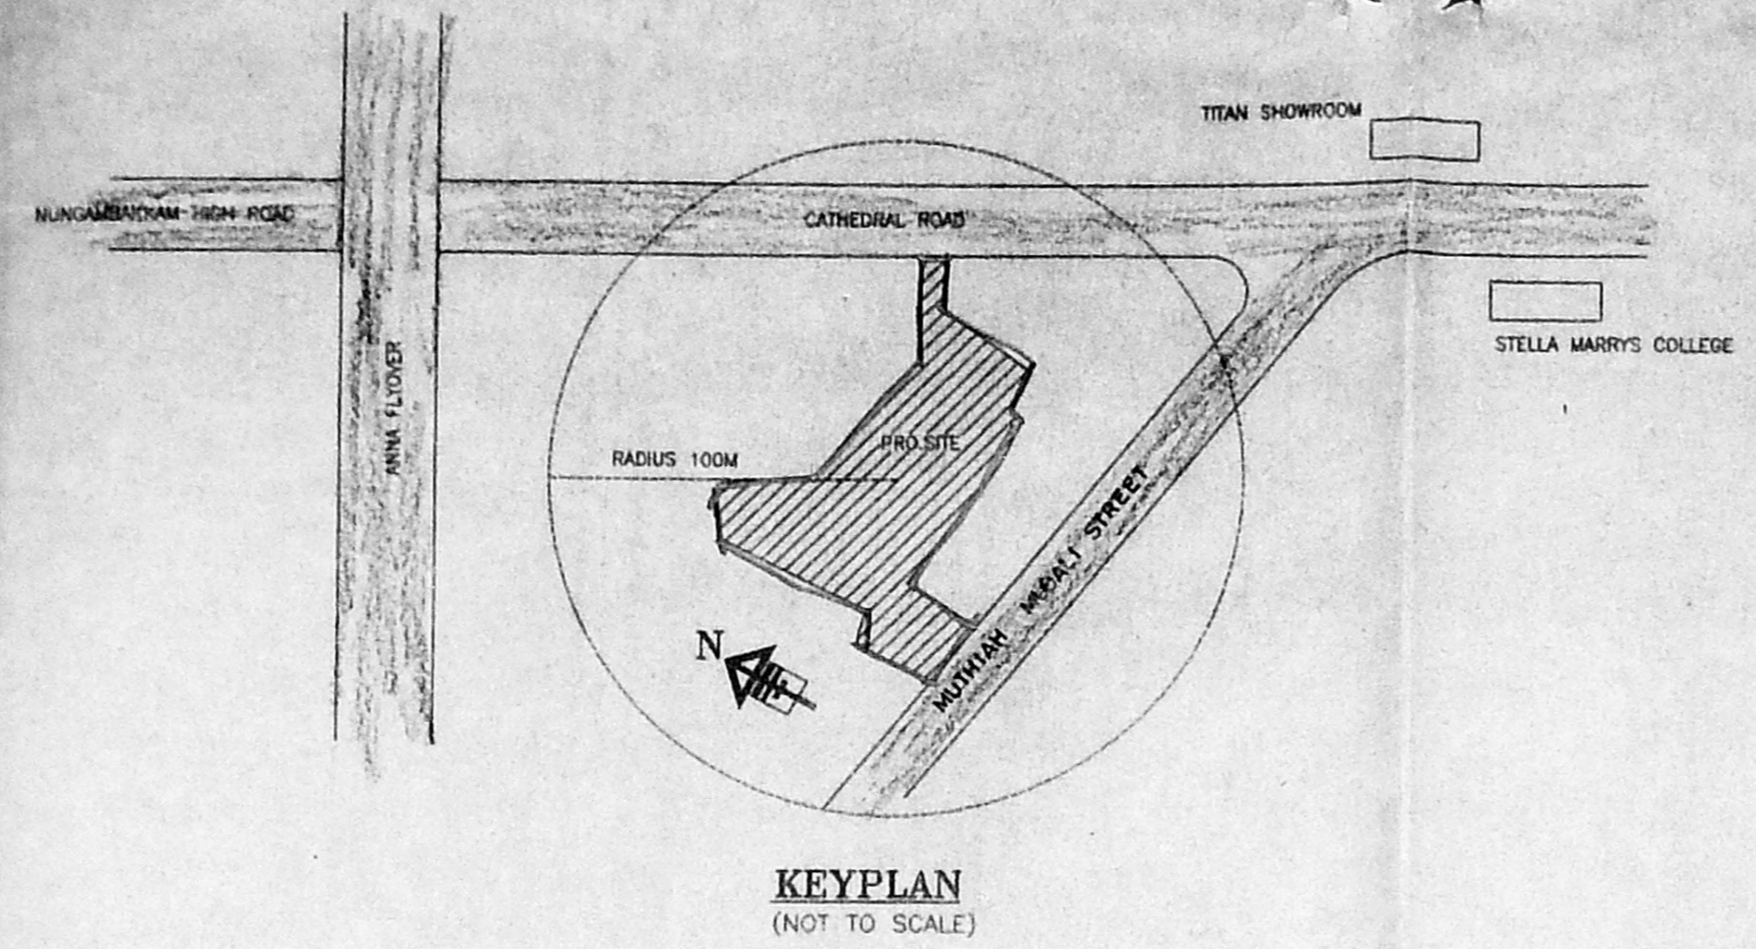 TITAN SHOWROOM
NUNGAMBAKKAM HIGH ROAD
CATHEDRAL ROAD
STELLA MARRYS COLLEGE
ANNA FLYOVER
PRO.SITE
RADIUS 100M
MUTHIAH MUDALI STREET
N
KEYPLAN
(NOT TO SCALE)